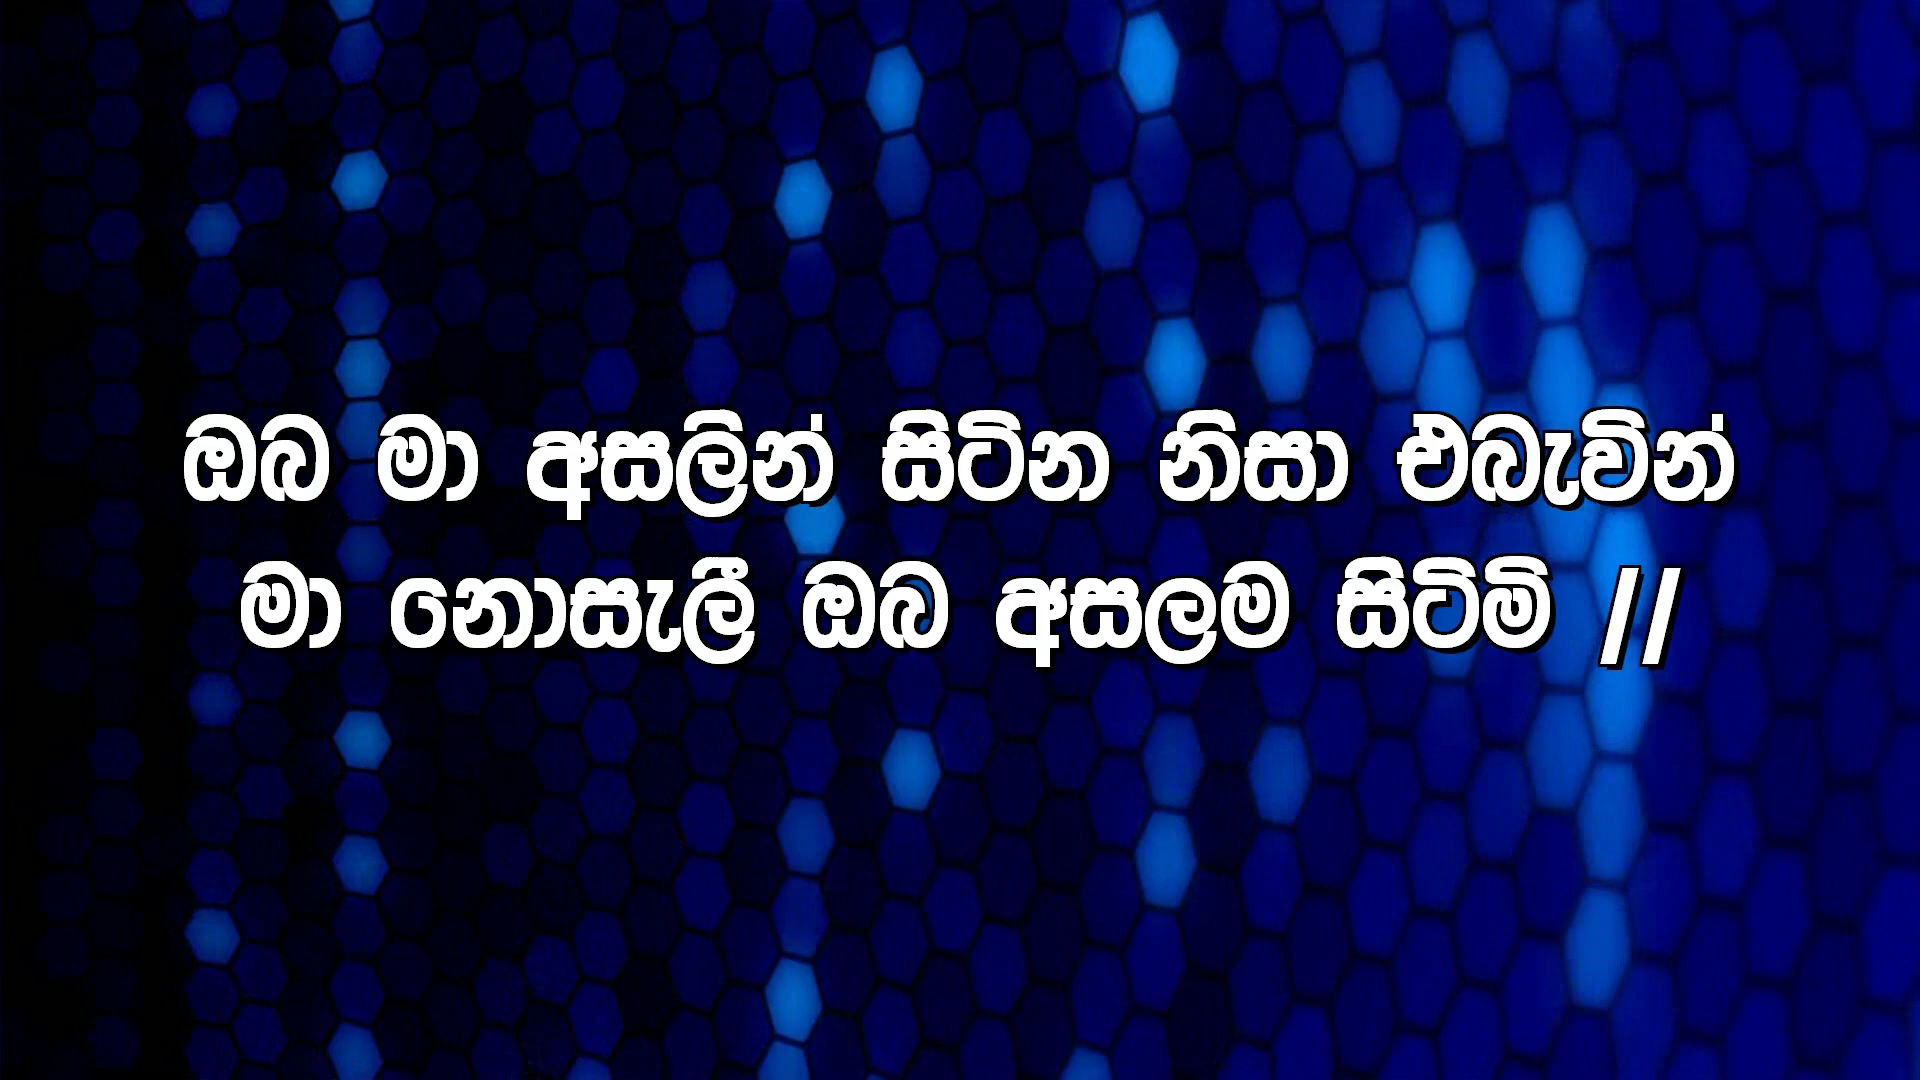 ඔබ මා අසලින් සිටින නිසා එබැවින්
මා නොසැලී ඔබ අසලම සිටිමි //